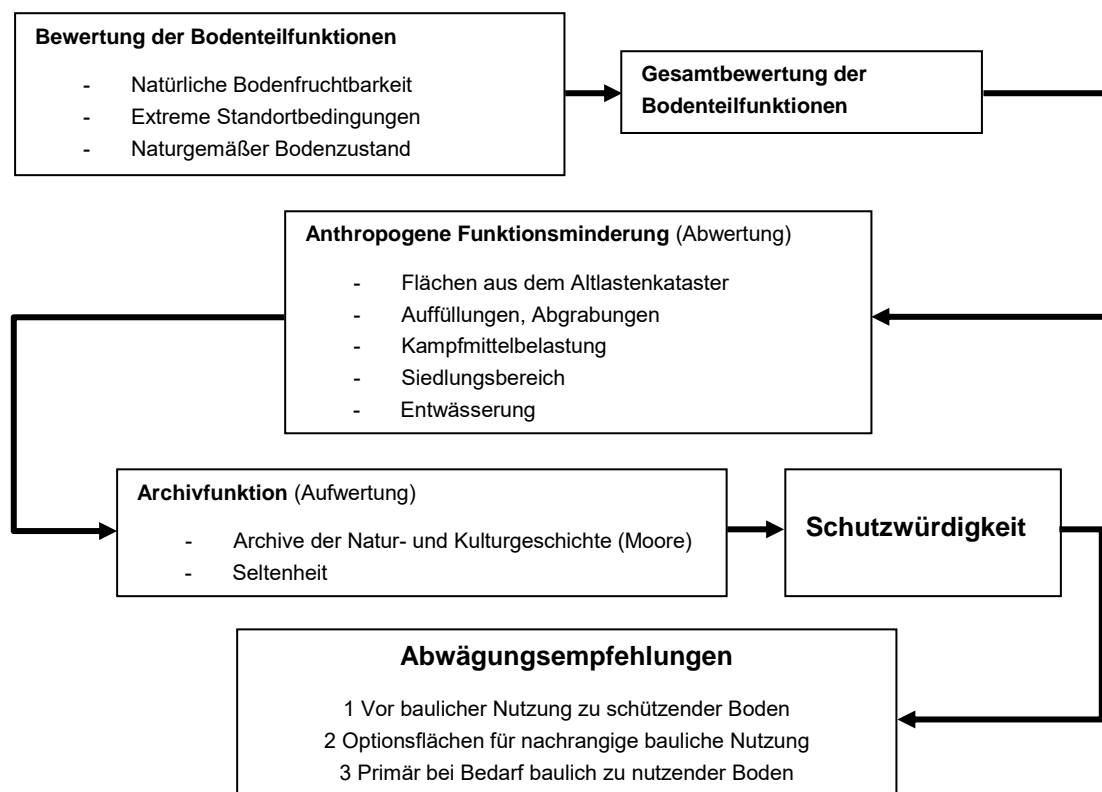 Bewertung der Bodenteilfunktionen
- Natürliche Bodenfruchtbarkeit
- Extreme Standortbedingungen
- Naturgemäßer Bodenzustand
Gesamtbewertung der
Bodenteilfunktionen
Anthropogene Funktionsminderung (Abwertung)
- Flächen aus dem Altlastenkataster
- Auffüllungen, Abgrabungen
- Kampfmittelbelastung
- Siedlungsbereich
- Entwässerung
Archivfunktion (Aufwertung)
- Archive der Natur- und Kulturgeschichte (Moore)
- Seltenheit
Schutzwürdigkeit
Abwägungsempfehlungen
1 Vor baulicher Nutzung zu schützender Boden
2 Optionsflächen für nachrangige bauliche Nutzung
3 Primär bei Bedarf baulich zu nutzender Boden